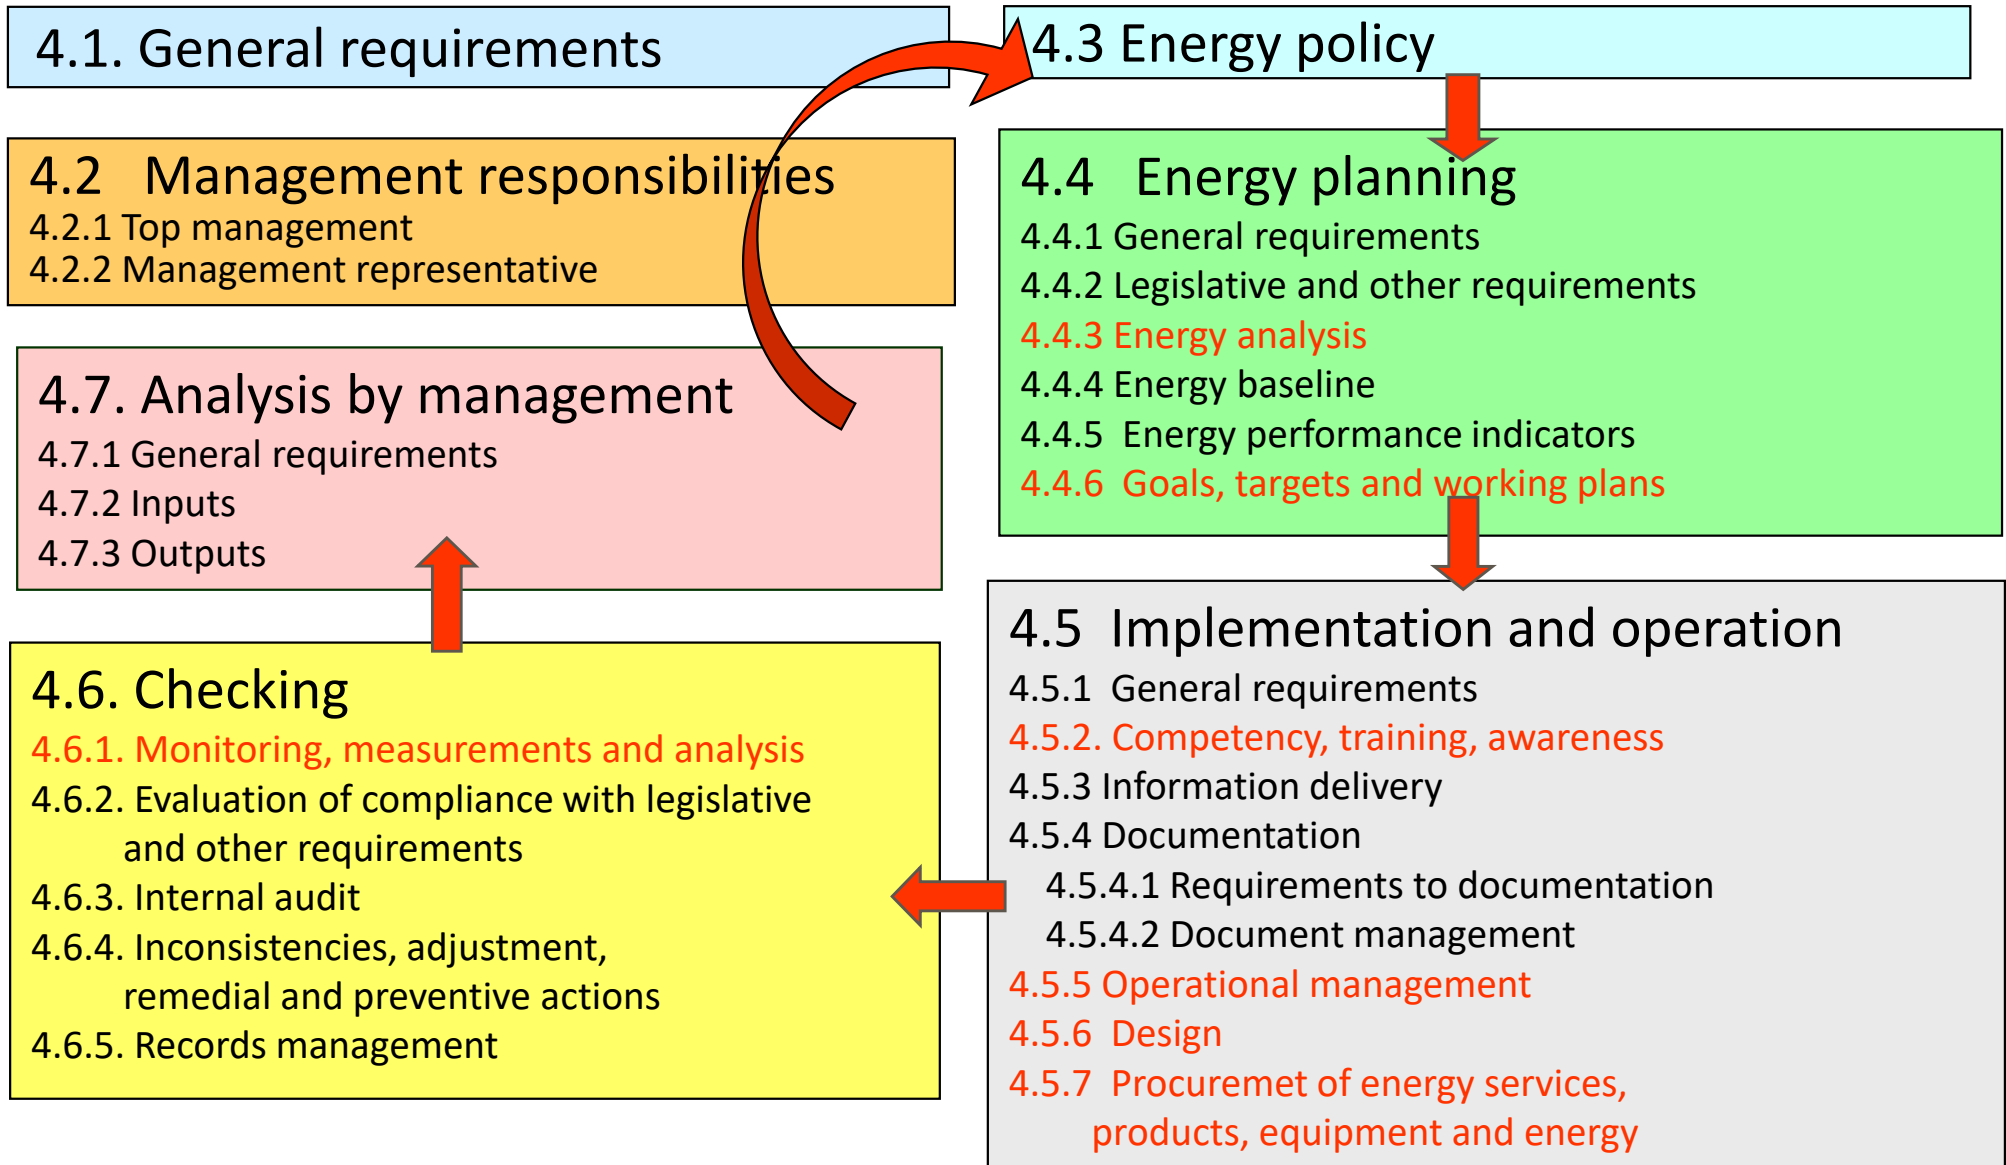 4.1. General requirements
4.2 Management responsibilities
4.2.1 Top management
4.2.2 Management representative
4.7. Analysis by management
4.7.1 General requirements
4.7.2 Inputs
4.7.3 Outputs
4.6. Checking
4.6.1. Monitoring, measurements and analysis
4.6.2. Evaluation of compliance with legislative
and other requirements
4.6.3. Internal audit
4.6.4. Inconsistencies, adjustment,
remedial and preventive actions
4.6.5. Records management
4.3 Energy policy
4.4 Energy planning
4.4.1 General requirements
4.4.2 Legislative and other requirements
4.4.3 Energy analysis
4.4.4 Energy baseline
4.4.5 Energy performance indicators
4.4.6 Goals, targets and working plans
4.5 Implementation and operation
4.5.1 General requirements
4.5.2. Competency, training, awareness
4.5.3 Information delivery
4.5.4 Documentation
4.5.4.1 Requirements to documentation
4.5.4.2 Document management
4.5.5 Operational management
4.5.6 Design
4.5.7 Procuremet of energy services,
products, equipment and energy